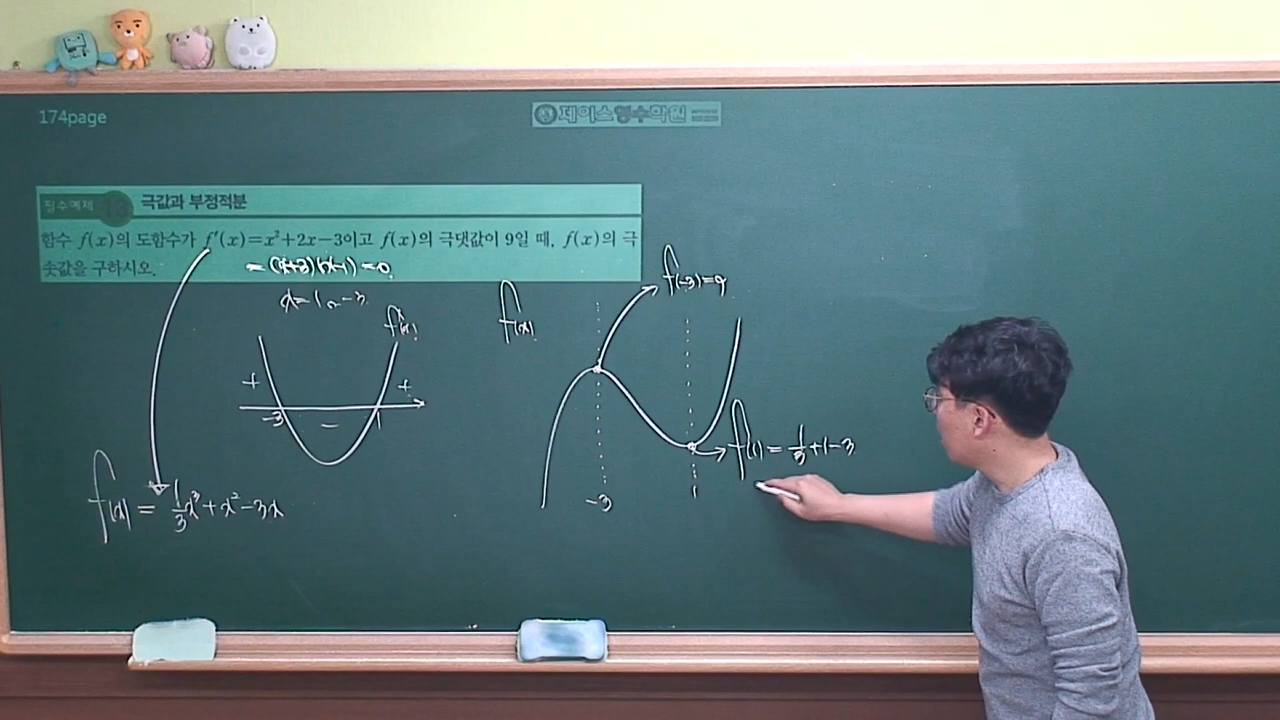 174page
제이스영수학원
필수예제 13 극값과 부정적분
함수 f(x)의 도함수가 f′(x)=x²+2x−3이고 f(x)의 극댓값이 9일 때, f(x)의 극
솟값을 구하시오.
= (x+3)(x-1) = 0
x = 1, -3
f'(x)
+ - +
-3 1
f(x) = 1/3 x³ + x² - 3x
f(x)
f(-3) = 9
f(1) = 1/3 + 1 - 3
-3 1